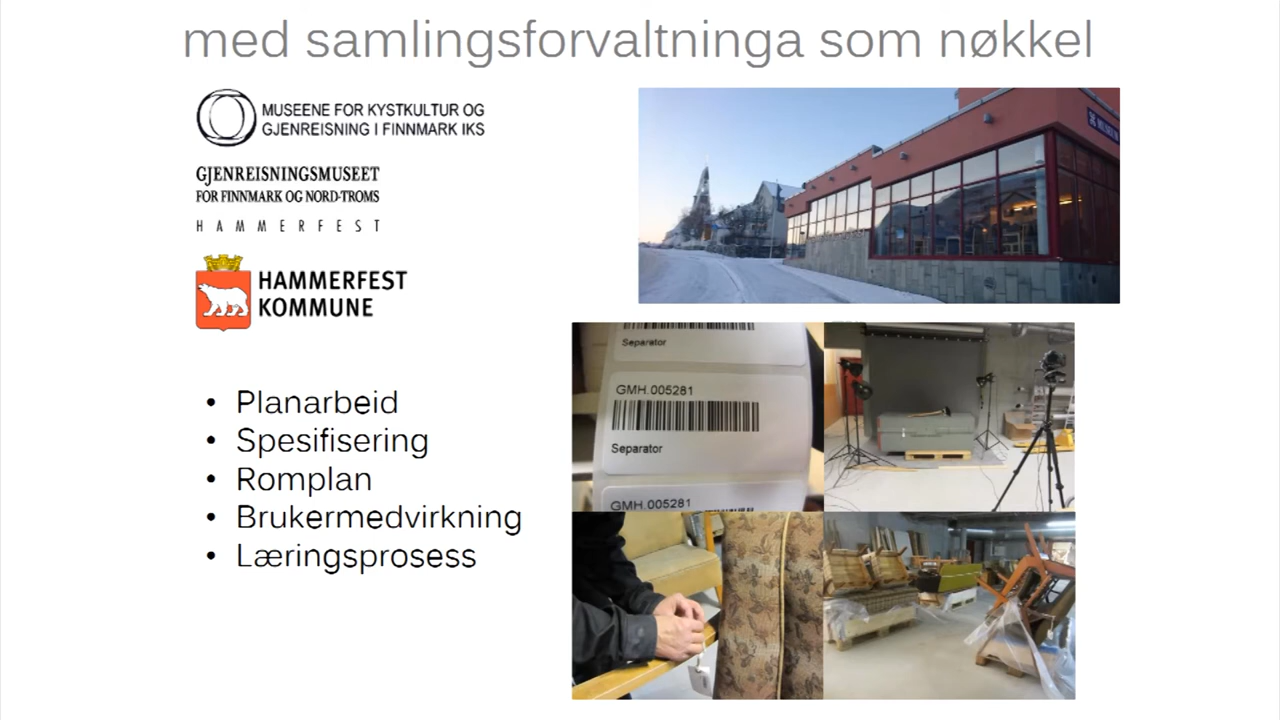 med samlingsforvaltninga som nøkkel
MUSEENE FOR KYSTKULTUR OG
GJENREISNING I FINNMARK IKS
GJENREISNINGSMUSEET
FOR FINNMARK OG NORD-TROMS
HAMMERFEST
HAMMERFEST
KOMMUNE
• Planarbeid
• Spesifisering
• Romplan
• Brukermedvirkning
• Læringsprosess
MUSEUM
Separator
GMH.005281
Separator
GMH.005281